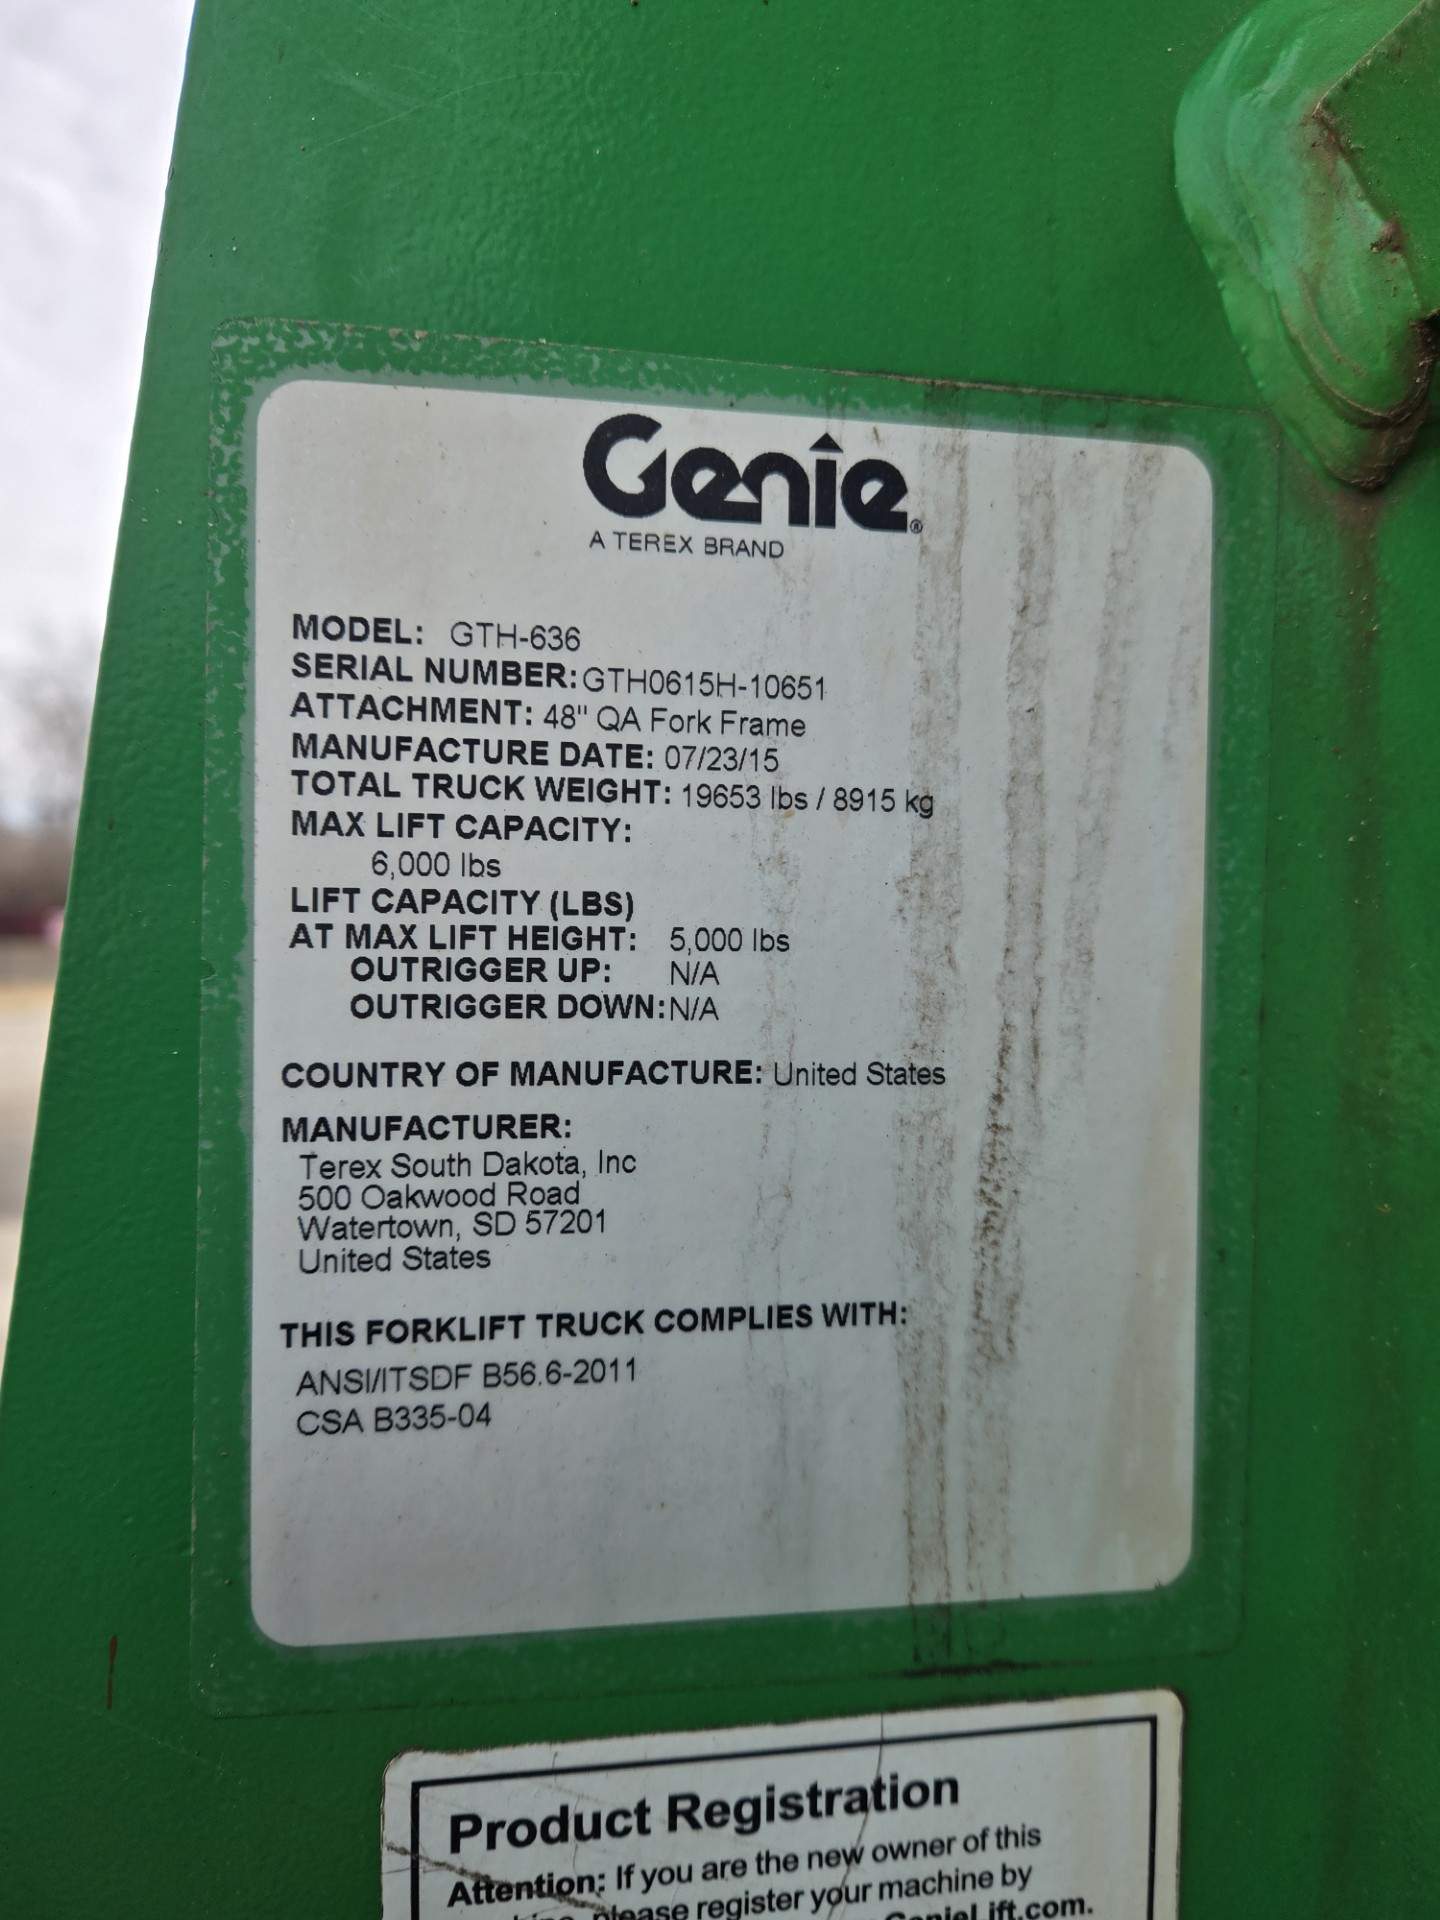 Genie®
A TEREX BRAND
MODEL: GTH-636
SERIAL NUMBER: GTH0615H-10651
ATTACHMENT: 48" QA Fork Frame
MANUFACTURE DATE: 07/23/15
TOTAL TRUCK WEIGHT: 19653 lbs / 8915 kg
MAX LIFT CAPACITY:
6,000 lbs
LIFT CAPACITY (LBS)
AT MAX LIFT HEIGHT: 5,000 lbs
OUTRIGGER UP: N/A
OUTRIGGER DOWN: N/A
COUNTRY OF MANUFACTURE: United States
MANUFACTURER:
Terex South Dakota, Inc
500 Oakwood Road
Watertown, SD 57201
United States
THIS FORKLIFT TRUCK COMPLIES WITH:
ANSI/ITSDF B56.6-2011
CSA B335-04
Product Registration
Attention: If you are the new owner of this
please register your machine by
GenieLift.com.